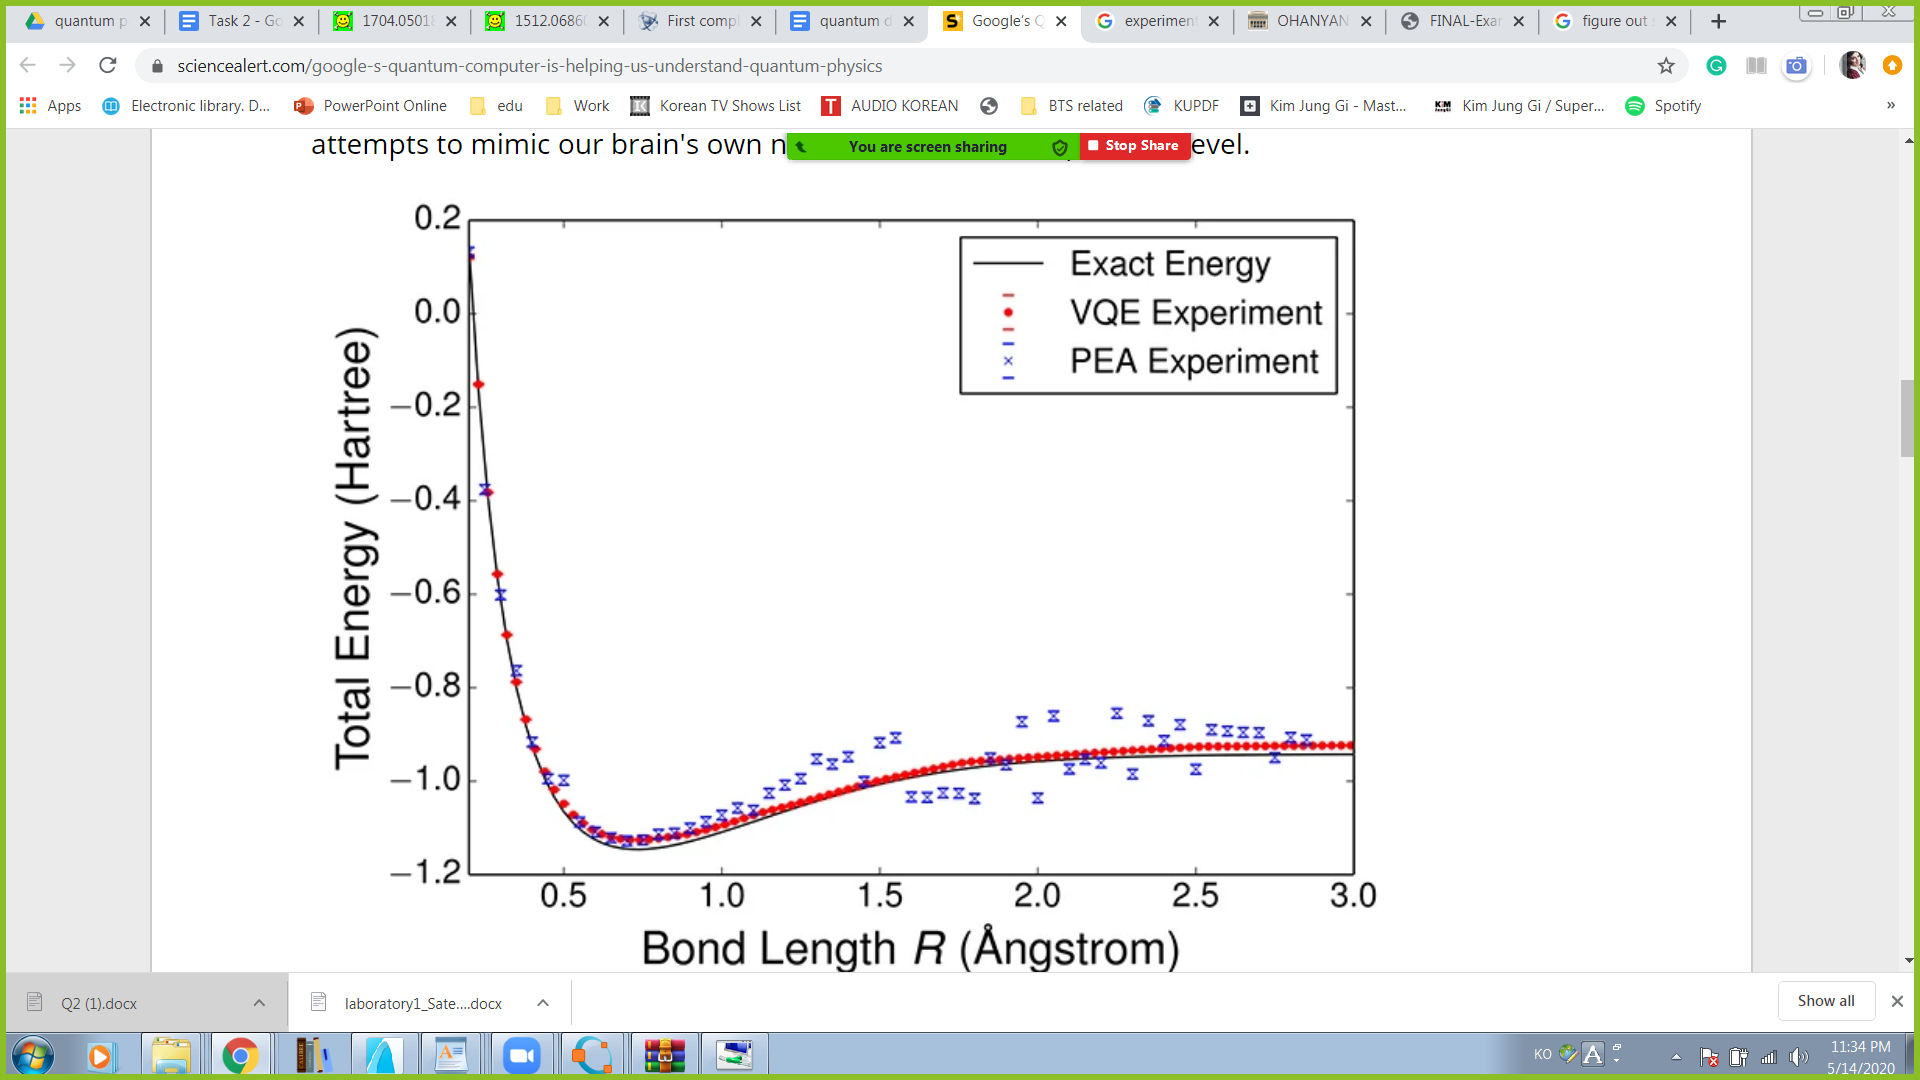 quantum p
Task 2 - Go
1704.05018
1512.06860
First comp
quantum d
Google's Q
experiment
OHANYAN
FINAL-Exar
figure out
sciencealert.com/google-s-quantum-computer-is-helping-us-understand-quantum-physics
Apps
Electronic library. D...
PowerPoint Online
edu
Work
Korean TV Shows List
AUDIO KOREAN
BTS related
KUPDF
Kim Jung Gi - Mast...
Kim Jung Gi / Super...
Spotify
attempts to mimic our brain's own n
You are screen sharing
Stop Share
evel.
0.2
0.0
−0.2
−0.4
−0.6
−0.8
−1.0
−1.2
Total Energy (Hartree)
Exact Energy
VQE Experiment
PEA Experiment
0.5 1.0 1.5 2.0 2.5 3.0
Bond Length R (Ångstrom)
Q2 (1).docx
laboratory1_Sate....docx
Show all
KO
11:34 PM
5/14/2020